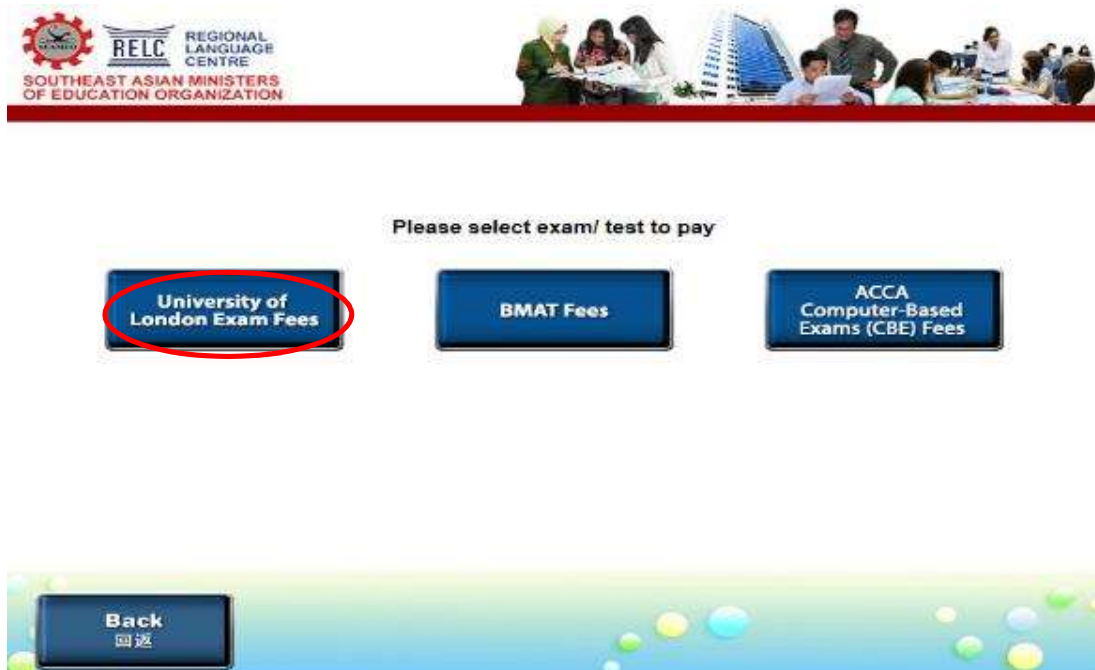 RELC
REGIONAL
LANGUAGE
CENTRE
SOUTHEAST ASIAN MINISTERS
OF EDUCATION ORGANIZATION
Please select exam/ test to pay
University of
London Exam Fees
BMAT Fees
ACCA
Computer-Based
Exams (CBE) Fees
Back
回返